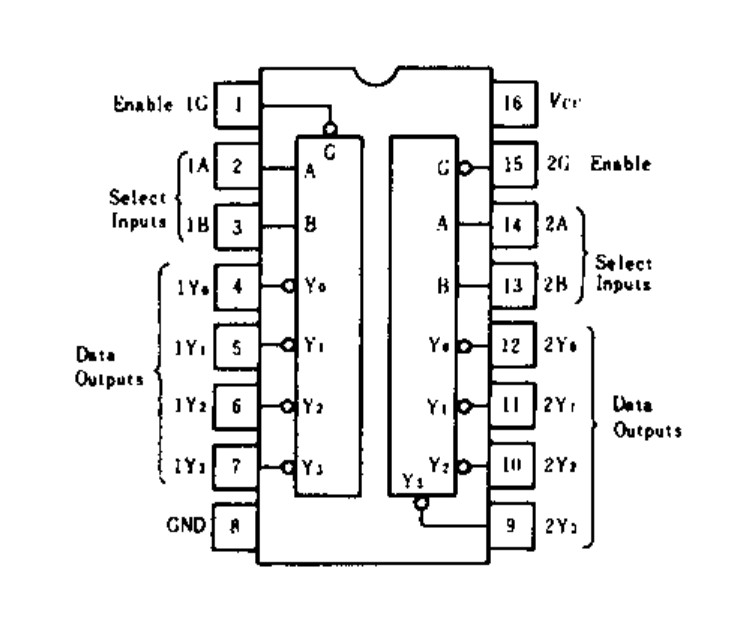 Enable 1G 1
1A 2
Select
Inputs
1B 3
1Y₀ 4
1Y₁ 5
Data
Outputs
1Y₂ 6
1Y₃ 7
GND 8
G
A
B
Y₀
Y₁
Y₂
Y₃
G
A
B
Y₀
Y₁
Y₂
Y₃
16 Vcc
15 2G Enable
14 2A
Select
Inputs
13 2B
12 2Y₀
11 2Y₁
Data
Outputs
10 2Y₂
9 2Y₃